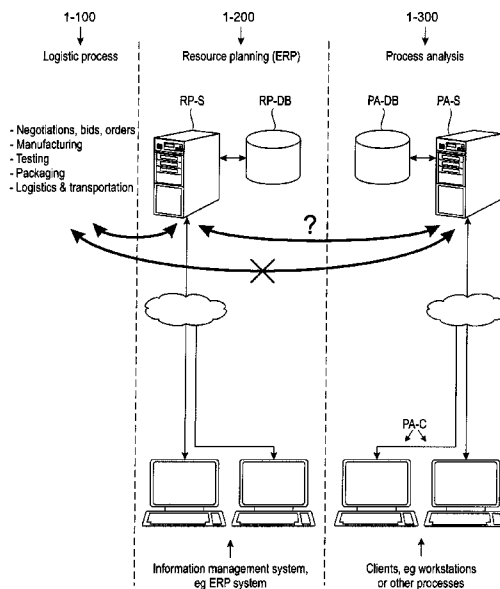 1-100
1-200
1-300
Logistic process
Resource planning (ERP)
Process analysis
RP-S
RP-DB
PA-DB
PA-S
- Negotiations, bids, orders
- Manufacturing
- Testing
- Packaging
- Logistics & transportation
?
PA-C
Information management system,
eg ERP system
Clients, eg workstations
or other processes